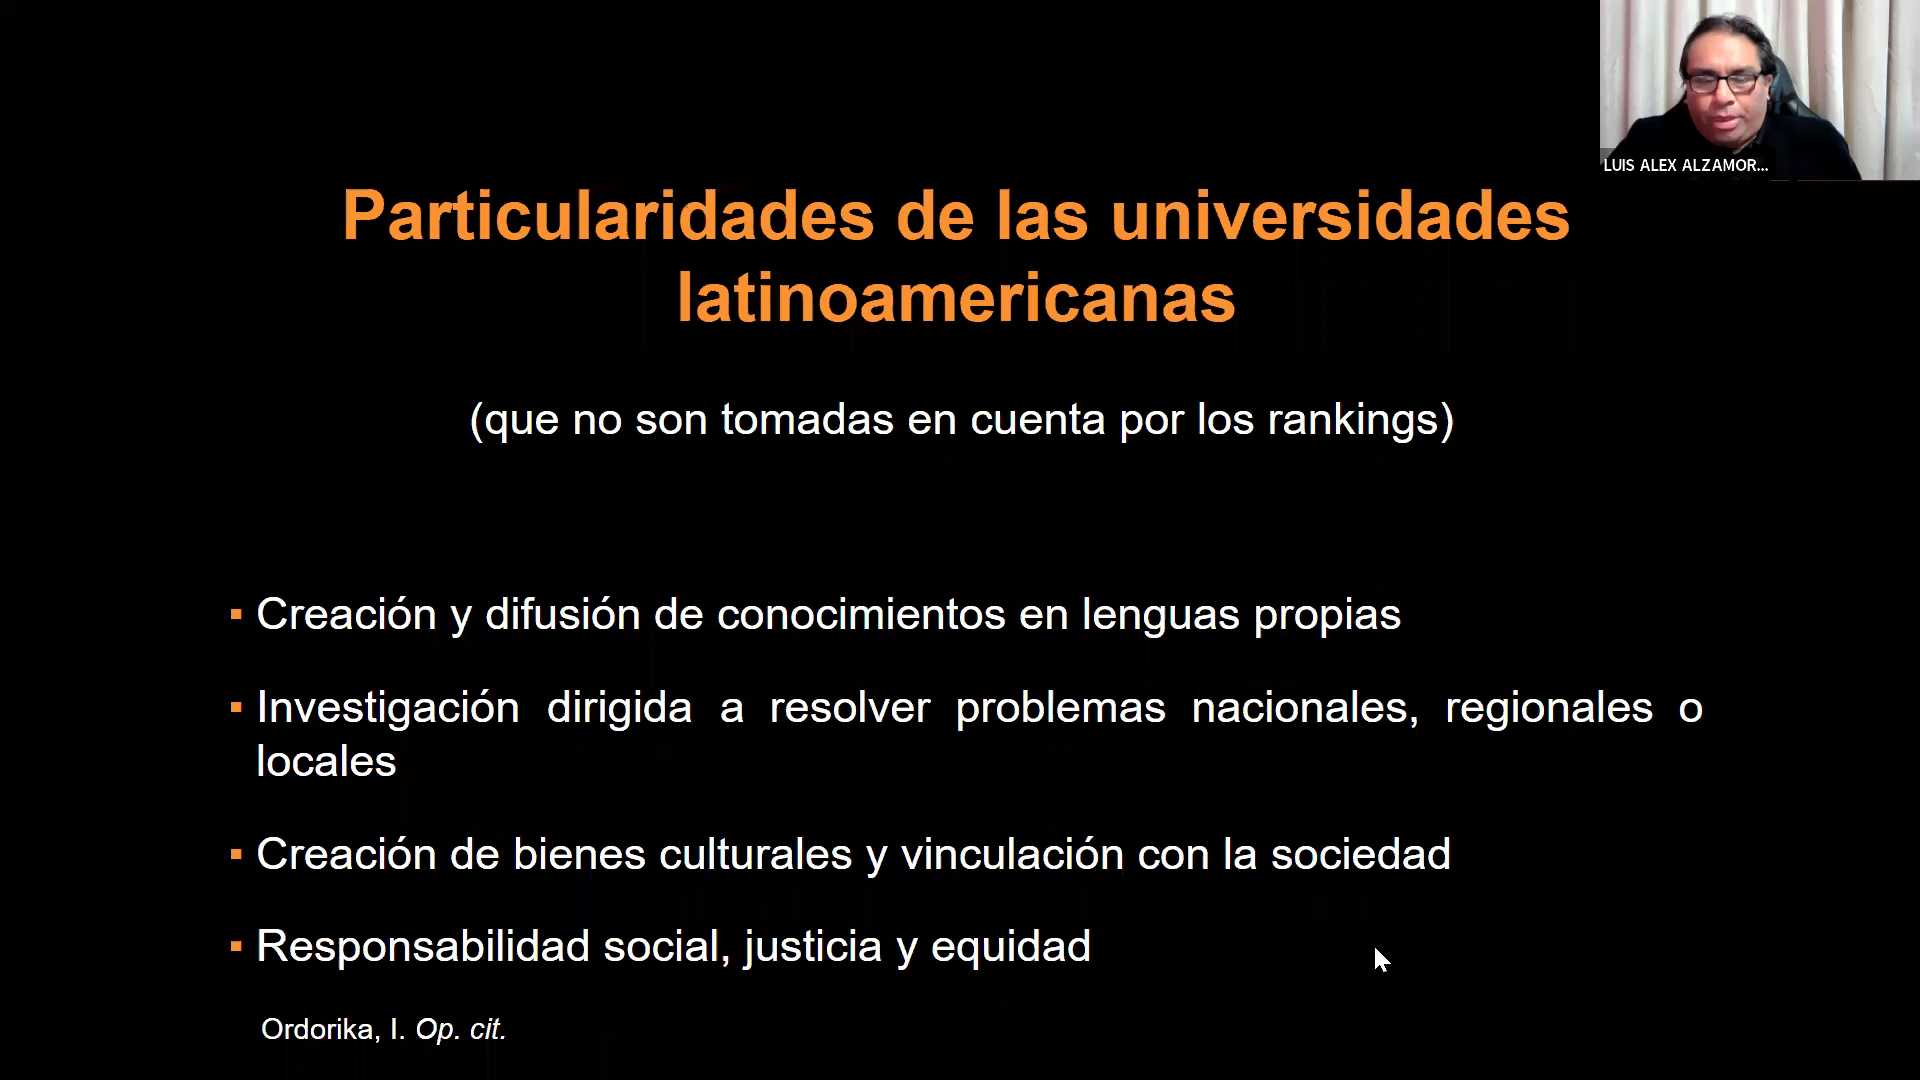 LUIS ALEX ALZAMOR...
Particularidades de las universidades
latinoamericanas
(que no son tomadas en cuenta por los rankings)
▪ Creación y difusión de conocimientos en lenguas propias
▪ Investigación dirigida a resolver problemas nacionales, regionales o
locales
▪ Creación de bienes culturales y vinculación con la sociedad
▪ Responsabilidad social, justicia y equidad
Ordorika, I. Op. cit.